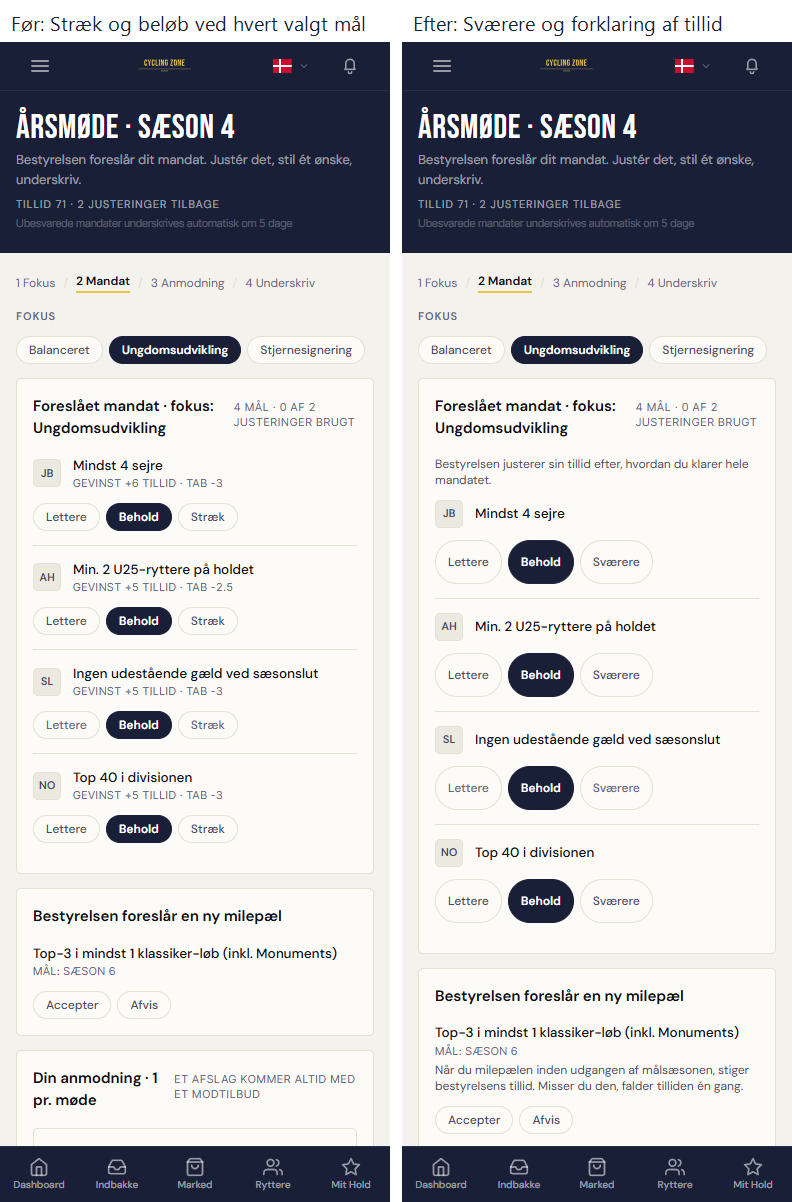 Før: Stræk og beløb ved hvert valgt mål
CYCLING ZONE
ÅRSMØDE · SÆSON 4
Bestyrelsen foreslår dit mandat. Justér det, stil ét ønske,
underskriv.
TILLID 71 · 2 JUSTERINGER TILBAGE
Ubesvarede mandater underskrives automatisk om 5 dage
1 Fokus / 2 Mandat / 3 Anmodning / 4 Underskriv
FOKUS
Balanceret Ungdomsudvikling Stjernesignering
Foreslået mandat · fokus:
Ungdomsudvikling
4 MÅL · 0 AF 2
JUSTERINGER BRUGT
JB Mindst 4 sejre
GEVINST +6 TILLID · TAB -3
Lettere Behold Stræk
AH Min. 2 U25-ryttere på holdet
GEVINST +5 TILLID · TAB -2.5
Lettere Behold Stræk
SL Ingen udestående gæld ved sæsonslut
GEVINST +5 TILLID · TAB -3
Lettere Behold Stræk
NO Top 40 i divisionen
GEVINST +5 TILLID · TAB -3
Lettere Behold Stræk
Bestyrelsen foreslår en ny milepæl
Top-3 i mindst 1 klassiker-løb (inkl. Monuments)
MÅL: SÆSON 6
Accepter Afvis
Din anmodning · 1
pr. møde
ET AFSLAG KOMMER ALTID MED
ET MODTILBUD
Dashboard Indbakke Marked Ryttere Mit Hold
Efter: Sværere og forklaring af tillid
CYCLING ZONE
ÅRSMØDE · SÆSON 4
Bestyrelsen foreslår dit mandat. Justér det, stil ét ønske,
underskriv.
TILLID 71 · 2 JUSTERINGER TILBAGE
Ubesvarede mandater underskrives automatisk om 5 dage
1 Fokus / 2 Mandat / 3 Anmodning / 4 Underskriv
FOKUS
Balanceret Ungdomsudvikling Stjernesignering
Foreslået mandat · fokus:
Ungdomsudvikling
4 MÅL · 0 AF 2
JUSTERINGER BRUGT
Bestyrelsen justerer sin tillid efter, hvordan du klarer hele
mandatet.
JB Mindst 4 sejre
Lettere Behold Sværere
AH Min. 2 U25-ryttere på holdet
Lettere Behold Sværere
SL Ingen udestående gæld ved sæsonslut
Lettere Behold Sværere
NO Top 40 i divisionen
Lettere Behold Sværere
Bestyrelsen foreslår en ny milepæl
Top-3 i mindst 1 klassiker-løb (inkl. Monuments)
MÅL: SÆSON 6
Når du milepælen inden udgangen af målsæsonen, stiger
bestyrelsens tillid. Misser du den, falder tilliden én gang.
Accepter Afvis
Dashboard Indbakke Marked Ryttere Mit Hold